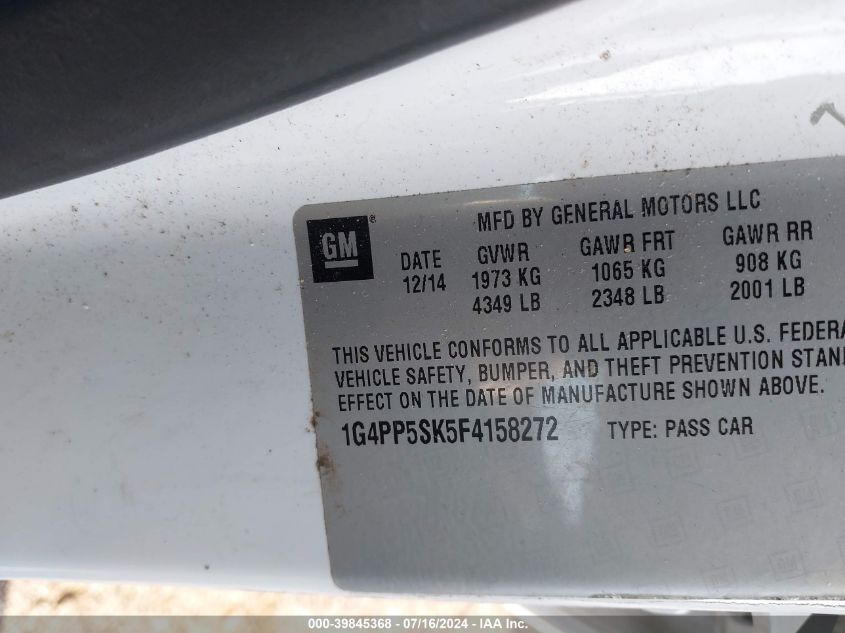 GM ®
MFD BY GENERAL MOTORS LLC
DATE GVWR GAWR FRT GAWR RR
12/14 1973 KG 1065 KG 908 KG
4349 LB 2348 LB 2001 LB
THIS VEHICLE CONFORMS TO ALL APPLICABLE U.S. FEDERA
VEHICLE SAFETY, BUMPER, AND THEFT PREVENTION STAN
EFFECT ON THE DATE OF MANUFACTURE SHOWN ABOVE.
1G4PP5SK5F4158272 TYPE: PASS CAR
000-39845368 - 07/16/2024 - IAA Inc.